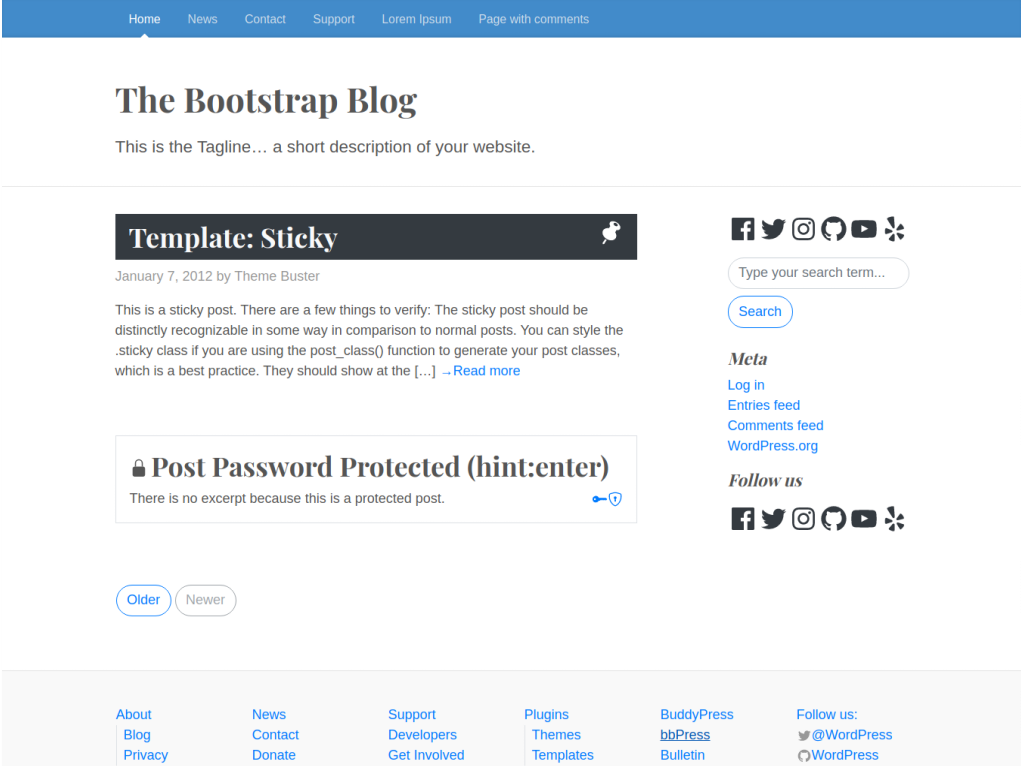 Home News Contact Support Lorem Ipsum Page with comments
The Bootstrap Blog
This is the Tagline… a short description of your website.
Template: Sticky
January 7, 2012 by Theme Buster
This is a sticky post. There are a few things to verify: The sticky post should be
distinctly recognizable in some way in comparison to normal posts. You can style the
.sticky class if you are using the post_class() function to generate your post classes,
which is a best practice. They should show at the […] →Read more
Post Password Protected (hint:enter)
There is no excerpt because this is a protected post.
Older Newer
Type your search term...
Search
Meta
Log in
Entries feed
Comments feed
WordPress.org
Follow us
About News Support Plugins BuddyPress Follow us:
Blog Contact Developers Themes bbPress @WordPress
Privacy Donate Get Involved Templates Bulletin WordPress